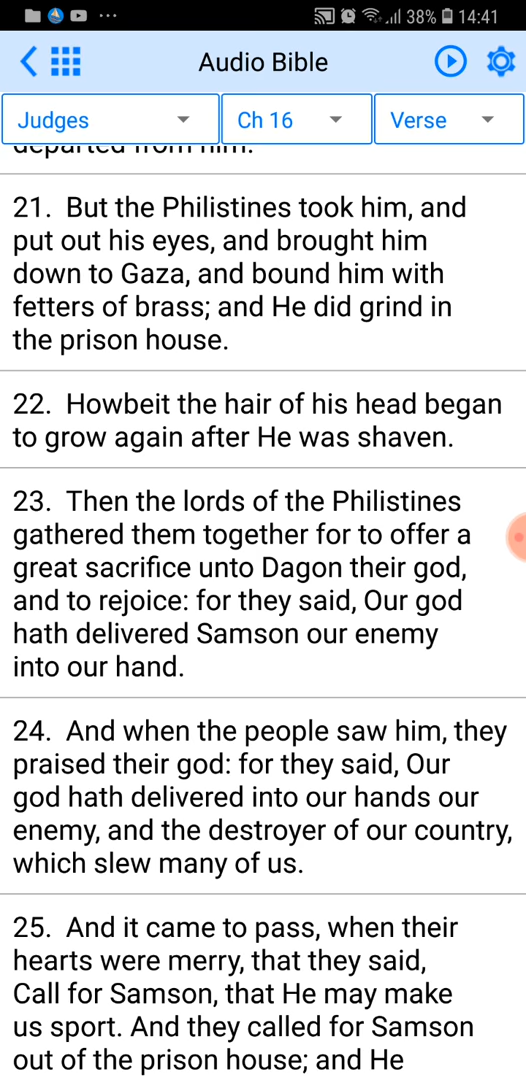 38% 14:41
Audio Bible
Judges Ch 16 Verse
departed from him.
21. But the Philistines took him, and
put out his eyes, and brought him
down to Gaza, and bound him with
fetters of brass; and He did grind in
the prison house.
22. Howbeit the hair of his head began
to grow again after He was shaven.
23. Then the lords of the Philistines
gathered them together for to offer a
great sacrifice unto Dagon their god,
and to rejoice: for they said, Our god
hath delivered Samson our enemy
into our hand.
24. And when the people saw him, they
praised their god: for they said, Our
god hath delivered into our hands our
enemy, and the destroyer of our country,
which slew many of us.
25. And it came to pass, when their
hearts were merry, that they said,
Call for Samson, that He may make
us sport. And they called for Samson
out of the prison house; and He